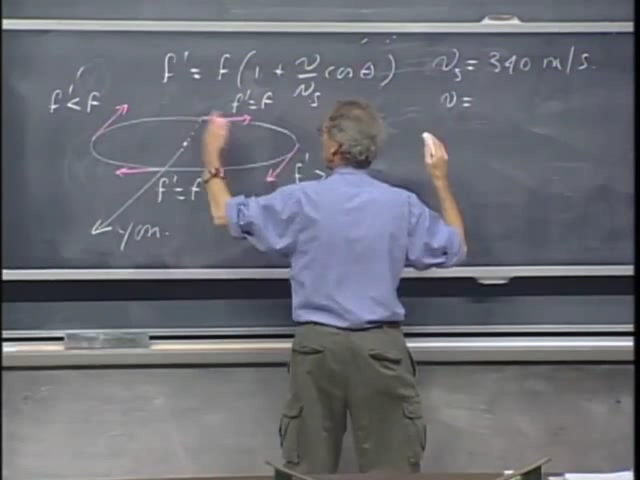 f' = f(1 + v/v_s cos θ)
v_s = 340 m/s.
f' < f
f' = f
v =
f' >
f' = f
you.